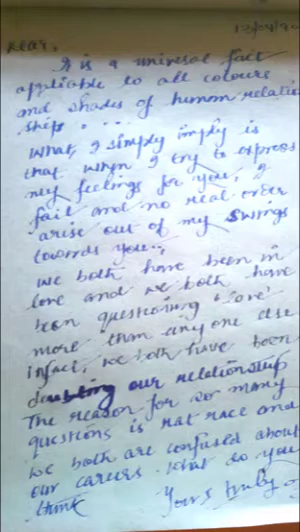 Dear,
It is a universal fact
applicable to all colours
and shades of human relation
ship....
What, I simply imply is
that when I try to express
my feelings for you, I
fail and no real order
arise out of my swings
towards you...
We both have been in
love and we both have
been questioning 'love'
more than any one else
infact, we both have been
doubting our relationship
The reason for so many
questions is rat race and
we both are confused about
our careers. What do you
think
Yours truly